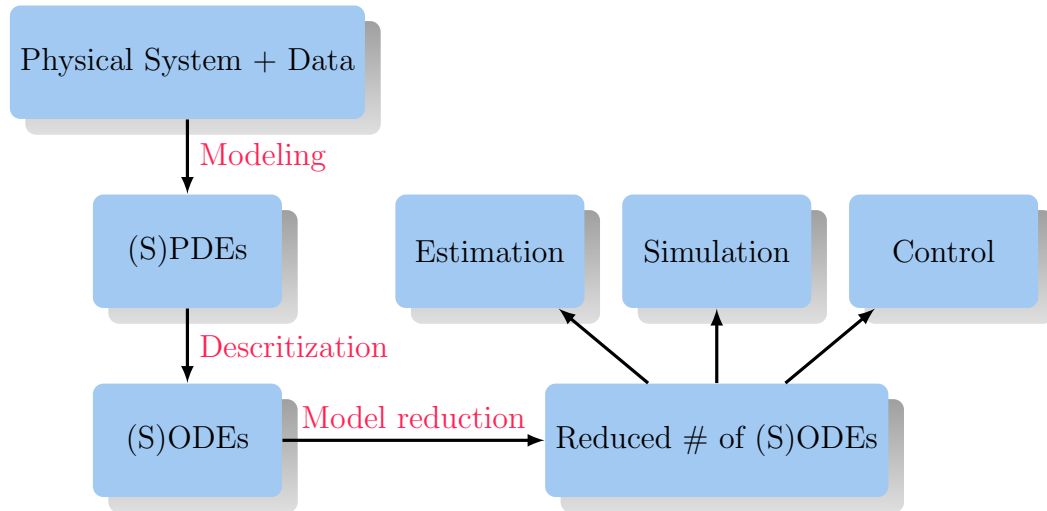 Physical System + Data
Modeling
(S)PDEs
Estimation
Simulation
Control
Descritization
(S)ODEs
Model reduction
Reduced # of (S)ODEs